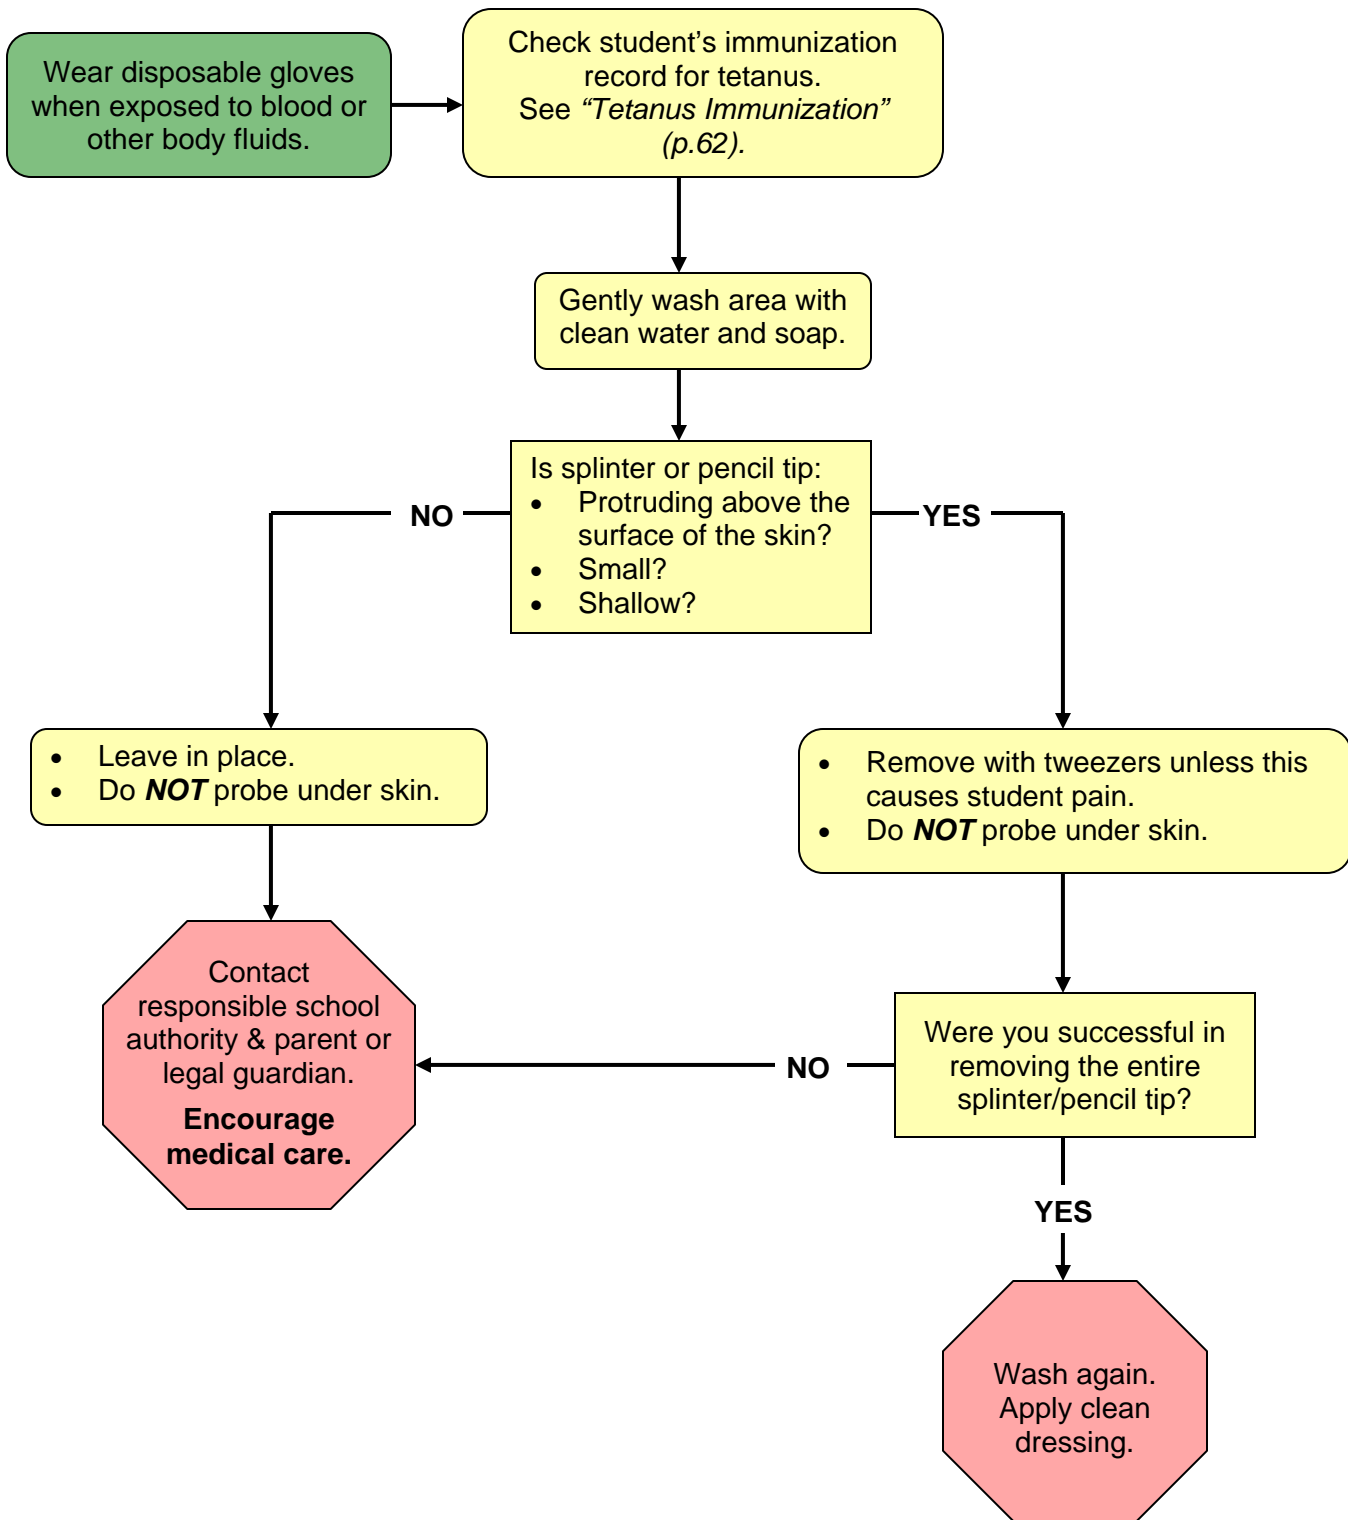 Wear disposable gloves
when exposed to blood or
other body fluids.
Check student’s immunization
record for tetanus.
See “Tetanus Immunization”
(p.62).
Gently wash area with
clean water and soap.
Is splinter or pencil tip:
• Protruding above the
surface of the skin?
• Small?
• Shallow?
NO
YES
• Leave in place.
• Do NOT probe under skin.
• Remove with tweezers unless this
causes student pain.
• Do NOT probe under skin.
Contact
responsible school
authority & parent or
legal guardian.
Encourage
medical care.
NO
Were you successful in
removing the entire
splinter/pencil tip?
YES
Wash again.
Apply clean
dressing.